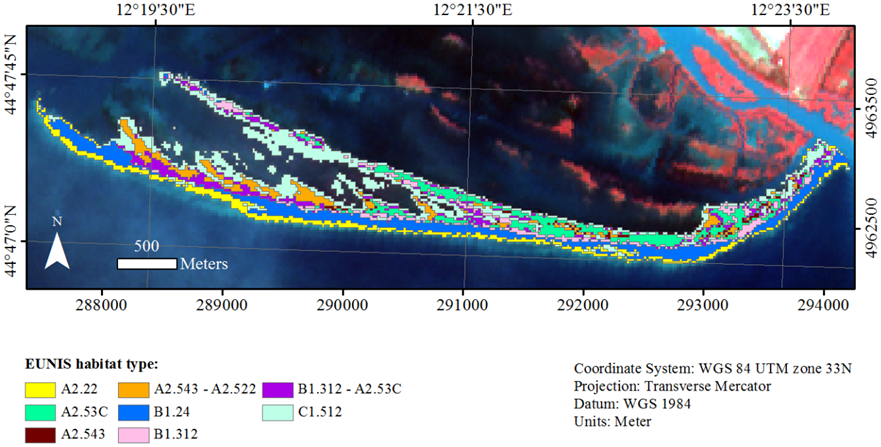 12°19'30"E 12°21'30"E 12°23'30"E
44°47'45"N
4963500
44°47'0"N
4962500
N
500
Meters
288000 289000 290000 291000 292000 293000 294000
EUNIS habitat type:
A2.22 A2.543 - A2.522 B1.312 - A2.53C
A2.53C B1.24 C1.512
A2.543 B1.312
Coordinate System: WGS 84 UTM zone 33N
Projection: Transverse Mercator
Datum: WGS 1984
Units: Meter